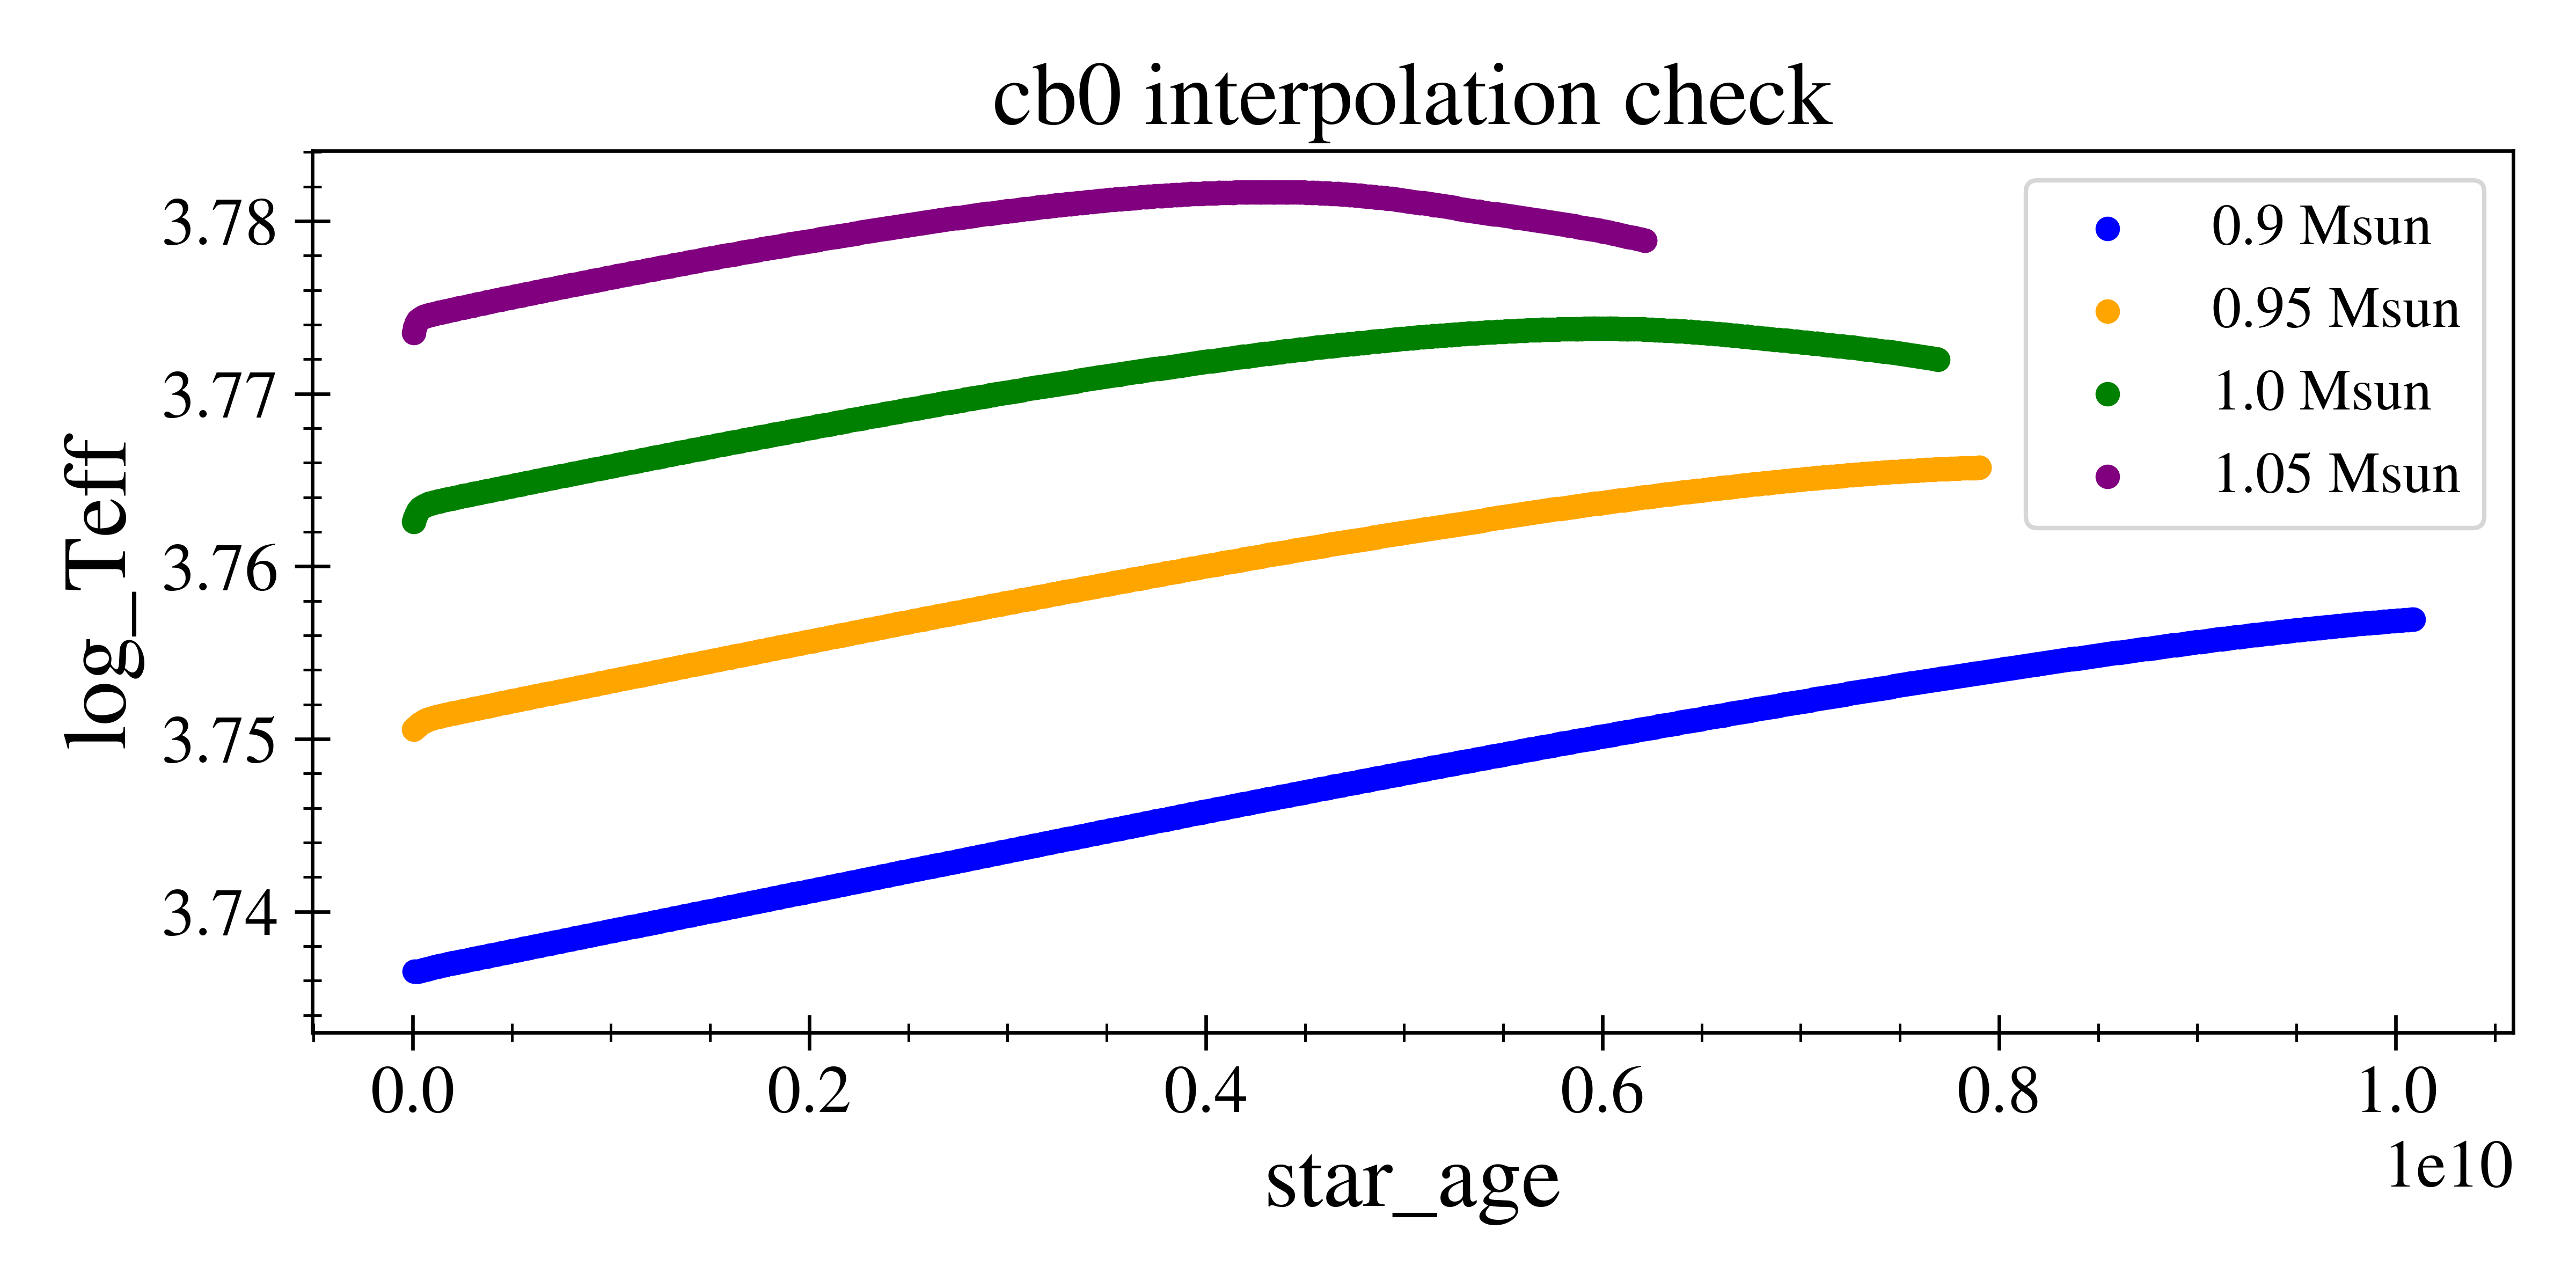 cb0 interpolation check
log_Teff
3.78
3.77
3.76
3.75
3.74
0.9 Msun
0.95 Msun
1.0 Msun
1.05 Msun
0.0 0.2 0.4 0.6 0.8 1.0
1e10
star_age